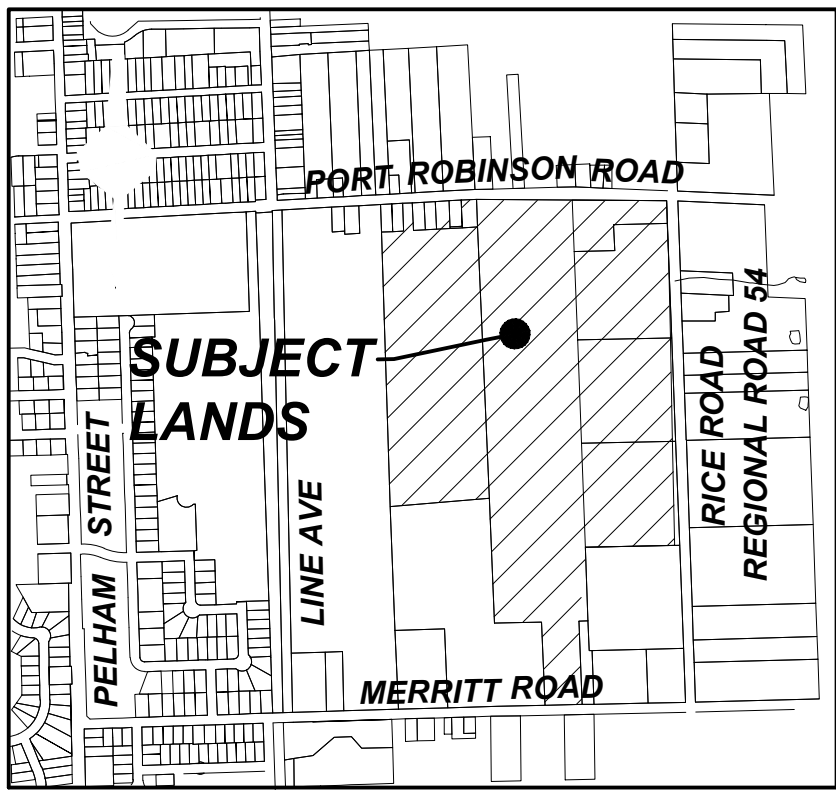 PORT ROBINSON ROAD
SUBJECT
LANDS
PELHAM STREET
LINE AVE
RICE ROAD
REGIONAL ROAD 54
MERRITT ROAD